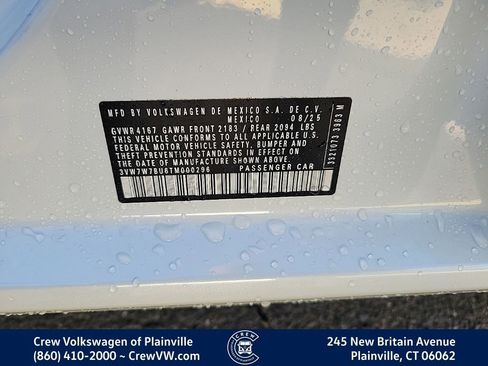 MFD BY VOLKSWAGEN DE MEXICO S.A. DE C.V.
MEXICO 08/25
GVWR 4167 GAWR FRONT 2183 / REAR 2094 LBS
THIS VEHICLE CONFORMS TO ALL APPLICABLE U.S.
FEDERAL MOTOR VEHICLE SAFETY, BUMPER AND
THEFT PREVENTION STANDARDS IN EFFECT ON
THE DATE OF MANUFACTURE SHOWN ABOVE.
3VW7W7BU6TM000296 PASSENGER CAR
3321073 3963 M
Crew Volkswagen of Plainville
(860) 410-2000 ~ CrewVW.com
CREW
245 New Britain Avenue
Plainville, CT 06062